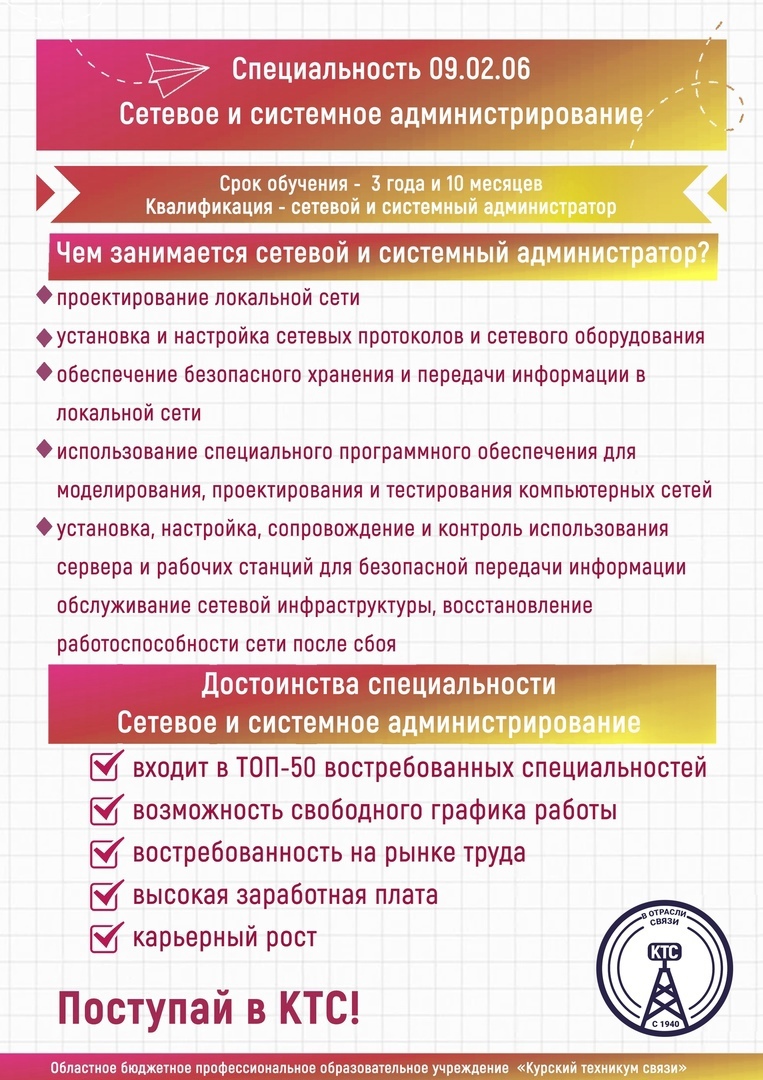 Специальность 09.02.06
Сетевое и системное администрирование
Срок обучения - 3 года и 10 месяцев
Квалификация - сетевой и системный администратор
Чем занимается сетевой и системный администратор?
проектирование локальной сети
установка и настройка сетевых протоколов и сетевого оборудования
обеспечение безопасного хранения и передачи информации в
локальной сети
использование специального программного обеспечения для
моделирования, проектирования и тестирования компьютерных сетей
установка, настройка, сопровождение и контроль использования
сервера и рабочих станций для безопасной передачи информации
обслуживание сетевой инфраструктуры, восстановление
работоспособности сети после сбоя
Достоинства специальности
Сетевое и системное администрирование
входит в ТОП-50 востребованных специальностей
возможность свободного графика работы
востребованность на рынке труда
высокая заработная плата
карьерный рост
В ОТРАСЛИ
СВЯЗИ
КТС
С 1940
Поступай в КТС!
Областное бюджетное профессиональное образовательное учреждение «Курский техникум связи»